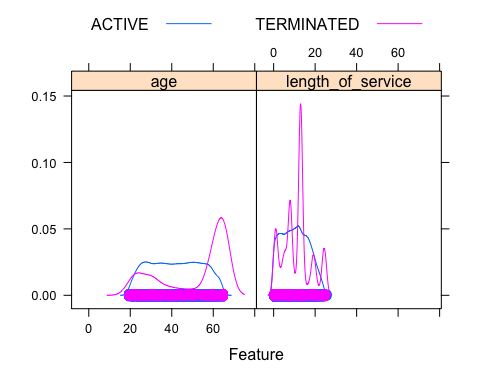 ACTIVE TERMINATED
0 20 40 60
age length_of_service
0.15
0.10
0.05
0.00
0 20 40 60
Feature